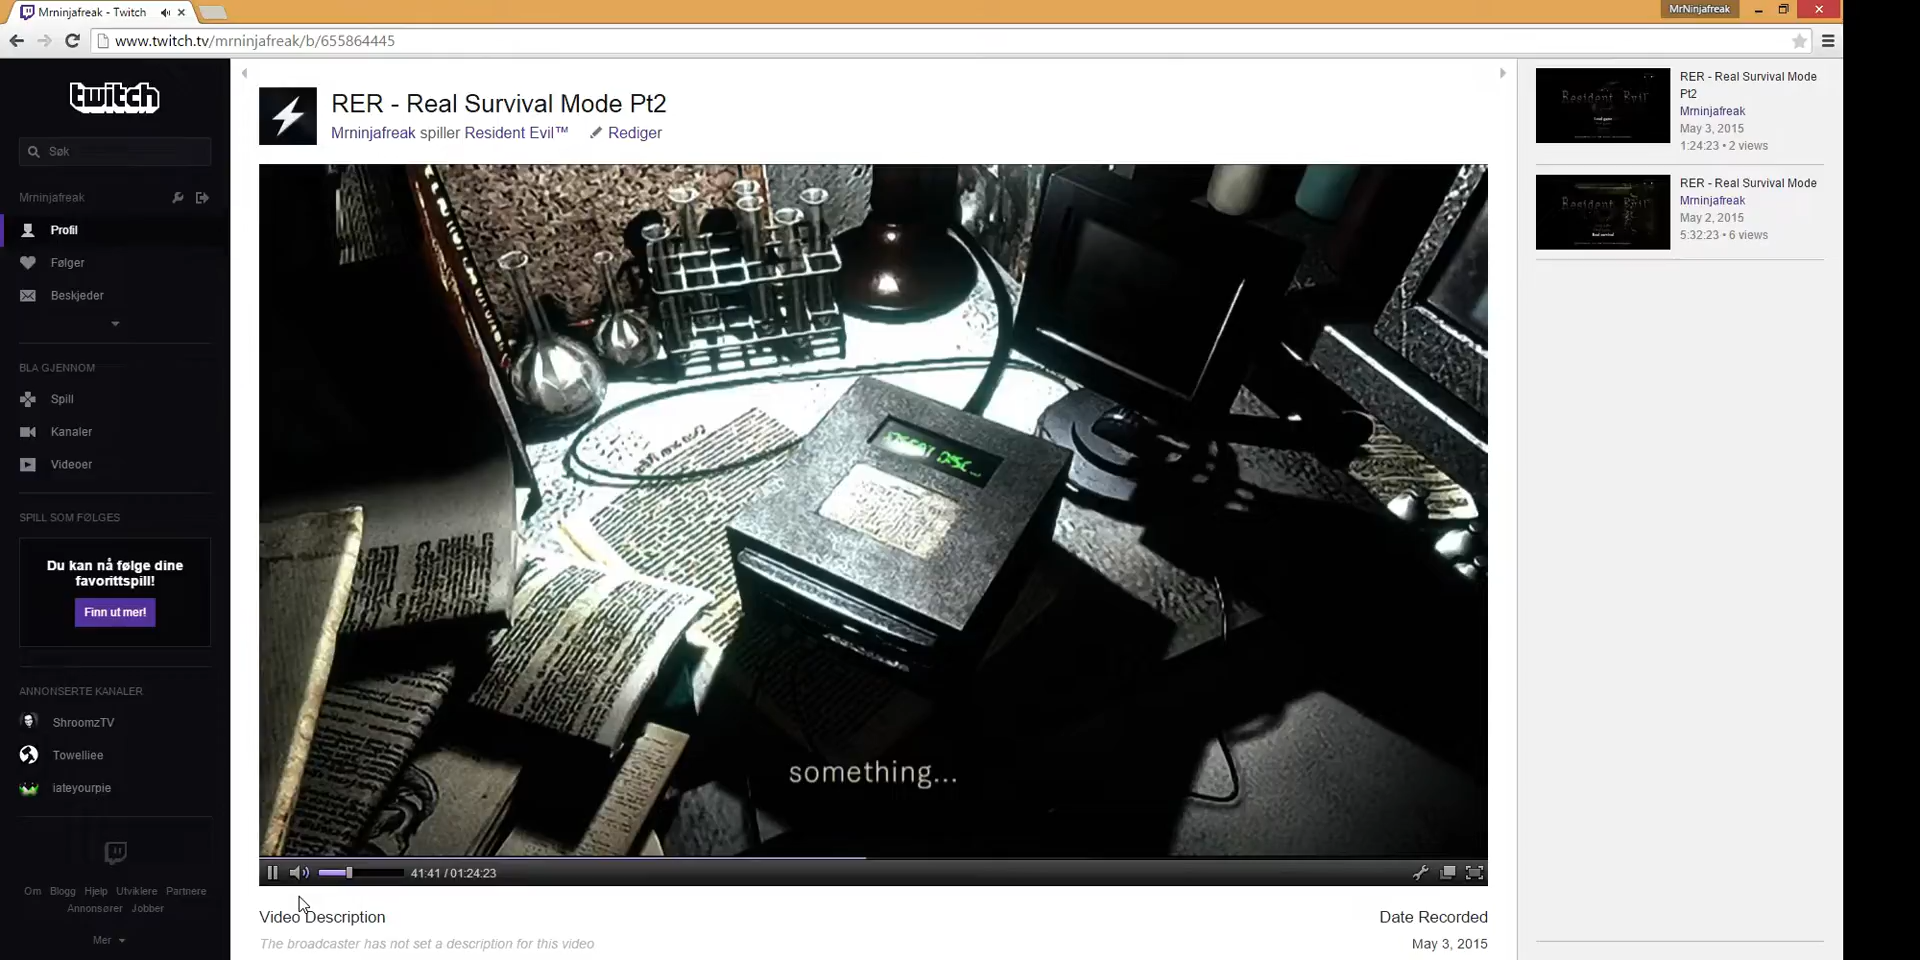 Mrninjafreak - Twitch
MrNinjafreak
www.twitch.tv/mrninjafreak/b/655864445
twitch
Søk
Mrninjafreak
Profil
Følger
Beskjeder
BLA GJENNOM
Spill
Kanaler
Videoer
SPILL SOM FØLGES
Du kan nå følge dine
favorittspill!
Finn ut mer!
ANNONSERTE KANALER
ShroomzTV
Towelliee
iateyourpie
Om Blogg Hjelp Utviklere Partnere
Annonsører Jobber
Mer
RER - Real Survival Mode Pt2
Mrninjafreak spiller Resident Evil™ Rediger
something...
41:41 / 01:24:23
Video Description
Date Recorded
The broadcaster has not set a description for this video
May 3, 2015
Resident Evil
RER - Real Survival Mode
Pt2
Mrninjafreak
May 3, 2015
1:24:23 • 2 views
Resident Evil
RER - Real Survival Mode
Mrninjafreak
May 2, 2015
5:32:23 • 6 views